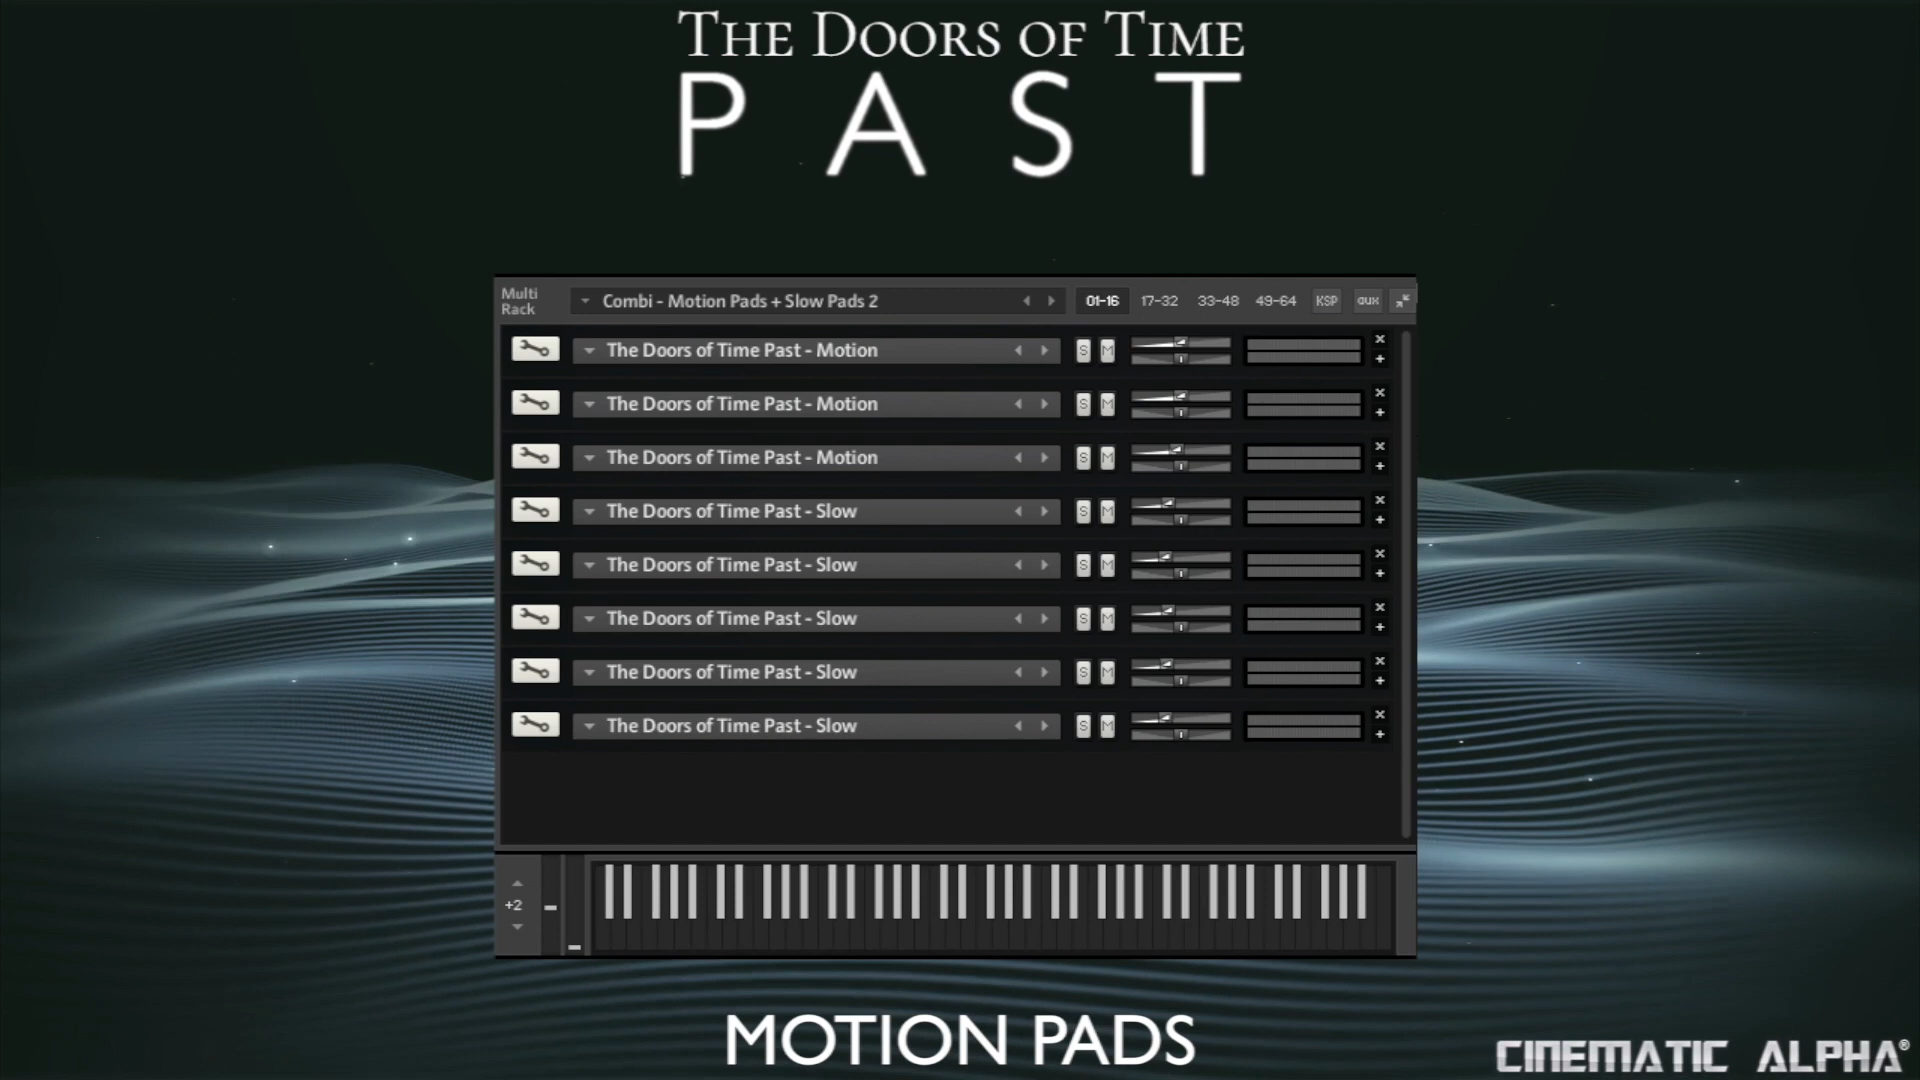 THE DOORS OF TIME
PAST
Multi Rack
Combi - Motion Pads + Slow Pads 2
01-16 17-32 33-48 49-64 KSP aux
The Doors of Time Past - Motion S M
The Doors of Time Past - Motion S M
The Doors of Time Past - Motion S M
The Doors of Time Past - Slow S M
The Doors of Time Past - Slow S M
The Doors of Time Past - Slow S M
The Doors of Time Past - Slow S M
The Doors of Time Past - Slow S M
+2
MOTION PADS
CINEMATIC ALPHA®